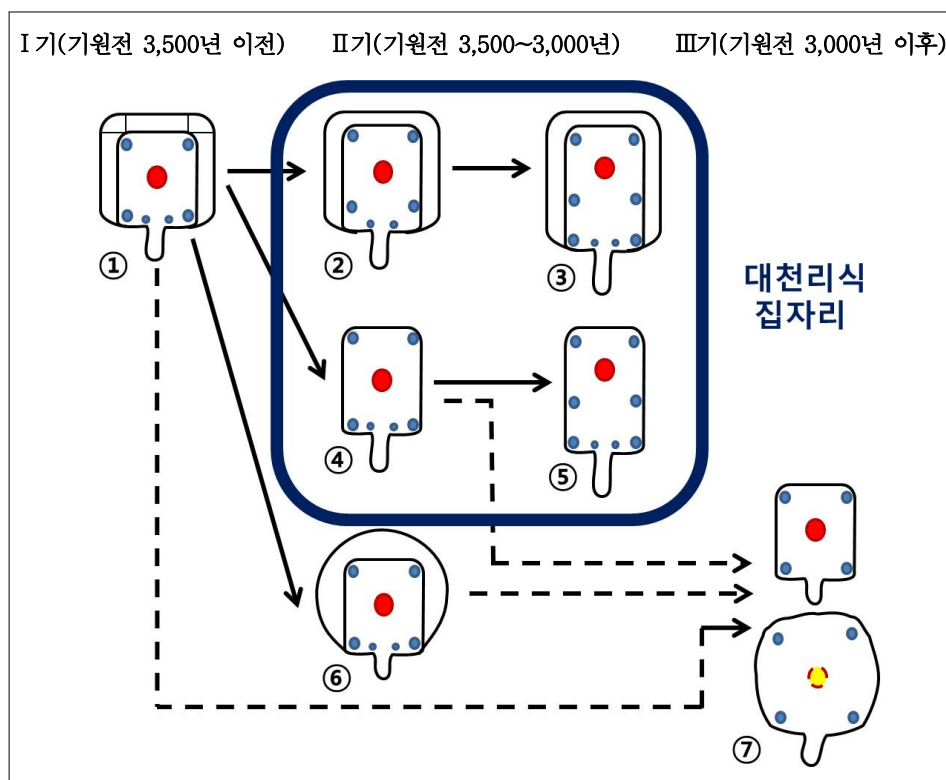 Ⅰ기(기원전 3,500년 이전) Ⅱ기(기원전 3,500~3,000년) Ⅲ기(기원전 3,000년 이후)
① ② ③
대천리식
집자리
④ ⑤
⑥ ⑦